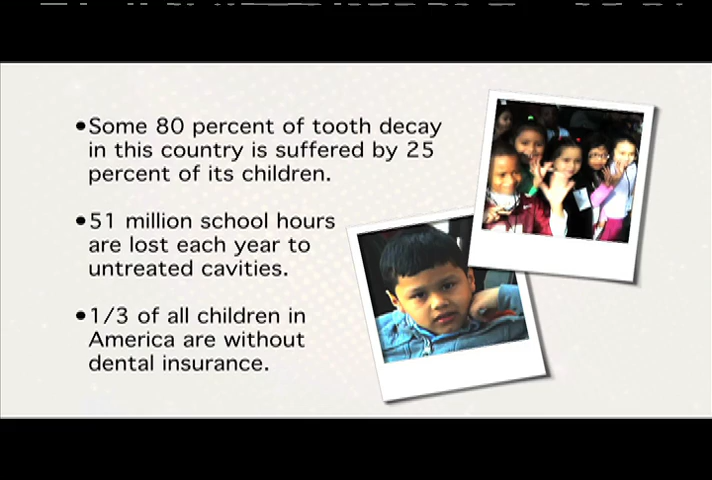 •Some 80 percent of tooth decay
in this country is suffered by 25
percent of its children.
•51 million school hours
are lost each year to
untreated cavities.
•1/3 of all children in
America are without
dental insurance.